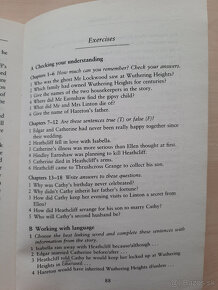 Exercises
A Checking your understanding
Chapters 1–6 How much can you remember? Check your answers.
1 Who was the ghost Mr Lockwood saw at Wuthering Heights?
2 Which family had owned Wuthering Heights for centuries?
3 Give the names of the two housekeepers in the story.
4 Where did Mr Earnshaw find the gipsy child?
5 What did Mr and Mrs Linton die of?
6 Give the name of Hareton's father.
Chapters 7–12 Are these sentences true (T) or false (F)?
1 Edgar and Catherine had never been really happy together since
their wedding.
2 Heathcliff fell in love with Isabella.
3 Catherine's illness was more serious than Ellen thought at first.
4 Hindley Earnshaw was planning to kill Heathcliff.
5 Catherine died in Heathcliff's arms.
6 Heathcliff came to Thrushcross Grange to collect his son.
Chapters 13–18 Write answers to these questions.
1 Why was Cathy's birthday never celebrated?
2 Why didn't Cathy inherit her father's fortune?
3 How did Ellen keep Cathy's evening visits to Linton a secret from
Ellen?
4 Why did Heathcliff arrange for his son to marry Cathy?
5 Who will Cathy's second husband be?
B Working with language
1 Choose the best linking word and complete these sentences with
information from the story.
1 Isabella ran away with Heathcliff because/although . . .
2
3 Heathcliff told Cathy he would keep her locked up at Wuthering
Heights in order to/so that . . .
4 Hareton would have inherited Wuthering Heights if/unless . . .
88